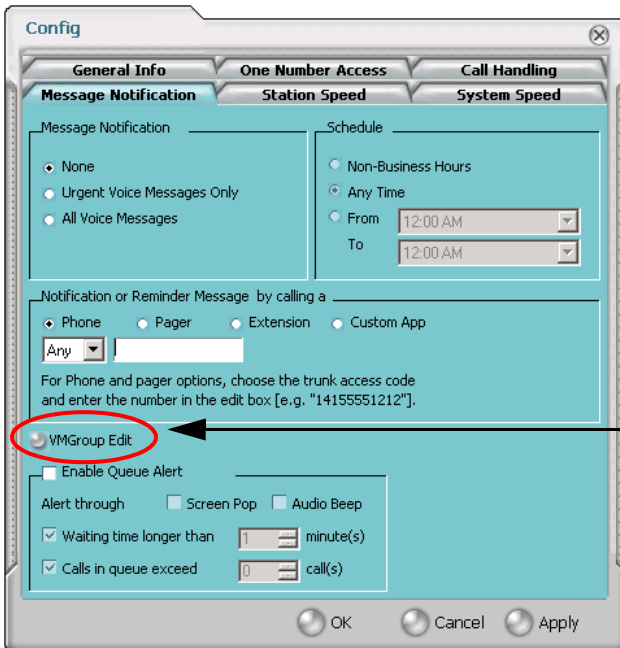 Config
General Info One Number Access Call Handling
Message Notification Station Speed System Speed
Message Notification
None
Urgent Voice Messages Only
All Voice Messages
Schedule
Non-Business Hours
Any Time
From 12:00 AM
To 12:00 AM
Notification or Reminder Message by calling a
Phone Pager Extension Custom App
Any
For Phone and pager options, choose the trunk access code
and enter the number in the edit box [e.g. "14155551212"].
VMGroup Edit
Enable Queue Alert
Alert through Screen Pop Audio Beep
Waiting time longer than 1 minute(s)
Calls in queue exceed 0 call(s)
OK Cancel Apply